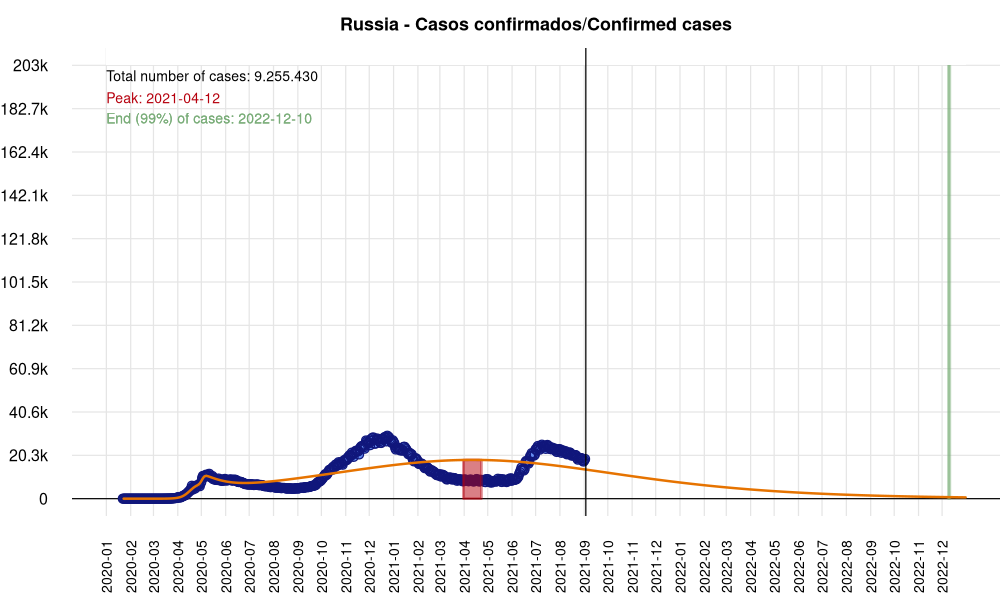 Russia - Casos confirmados/Confirmed cases
Total number of cases: 9.255.430
Peak: 2021-04-12
End (99%) of cases: 2022-12-10
203k
182.7k
162.4k
142.1k
121.8k
101.5k
81.2k
60.9k
40.6k
20.3k
0
2020-01
2020-02
2020-03
2020-04
2020-05
2020-06
2020-07
2020-08
2020-09
2020-10
2020-11
2020-12
2021-01
2021-02
2021-03
2021-04
2021-05
2021-06
2021-07
2021-08
2021-09
2021-10
2021-11
2021-12
2022-01
2022-02
2022-03
2022-04
2022-05
2022-06
2022-07
2022-08
2022-09
2022-10
2022-11
2022-12